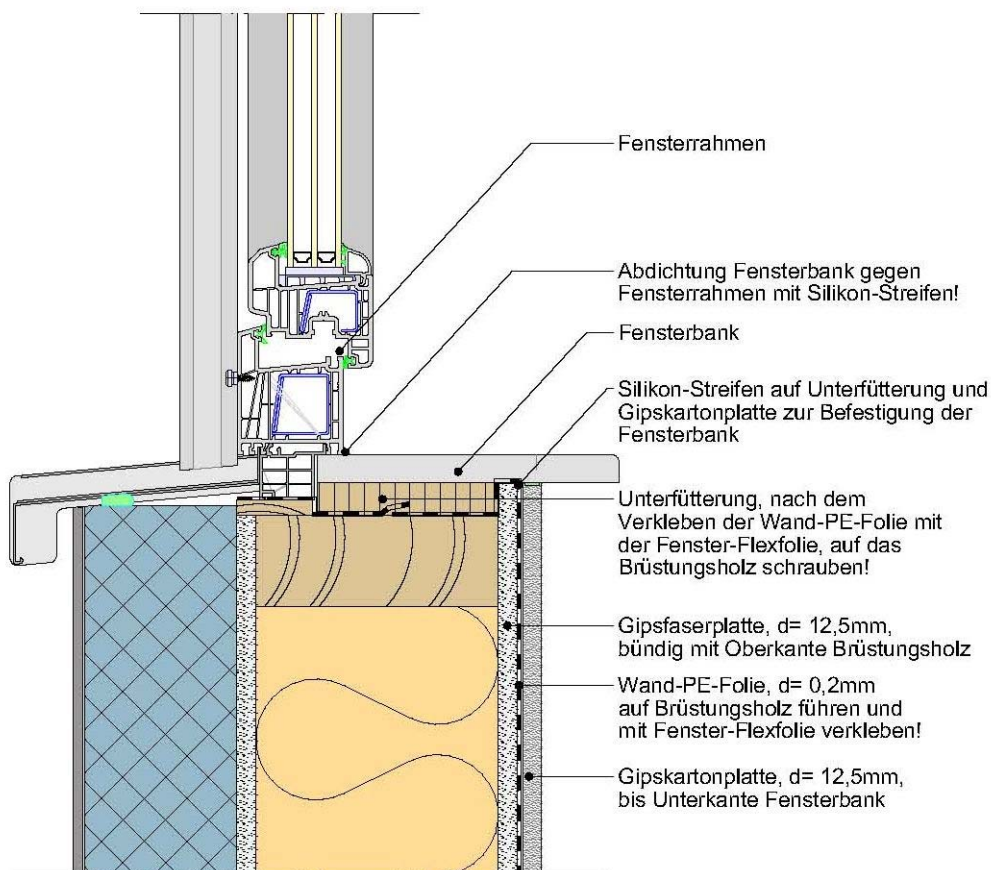 Fensterrahmen
Abdichtung Fensterbank gegen
Fensterrahmen mit Silikon-Streifen!
Fensterbank
Silikon-Streifen auf Unterfütterung und
Gipskartonplatte zur Befestigung der
Fensterbank
Unterfütterung, nach dem
Verkleben der Wand-PE-Folie mit
der Fenster-Flexfolie, auf das
Brüstungsholz schrauben!
Gipsfaserplatte, d= 12,5mm,
bündig mit Oberkante Brüstungsholz
Wand-PE-Folie, d= 0,2mm
auf Brüstungsholz führen und
mit Fenster-Flexfolie verkleben!
Gipskartonplatte, d= 12,5mm,
bis Unterkante Fensterbank